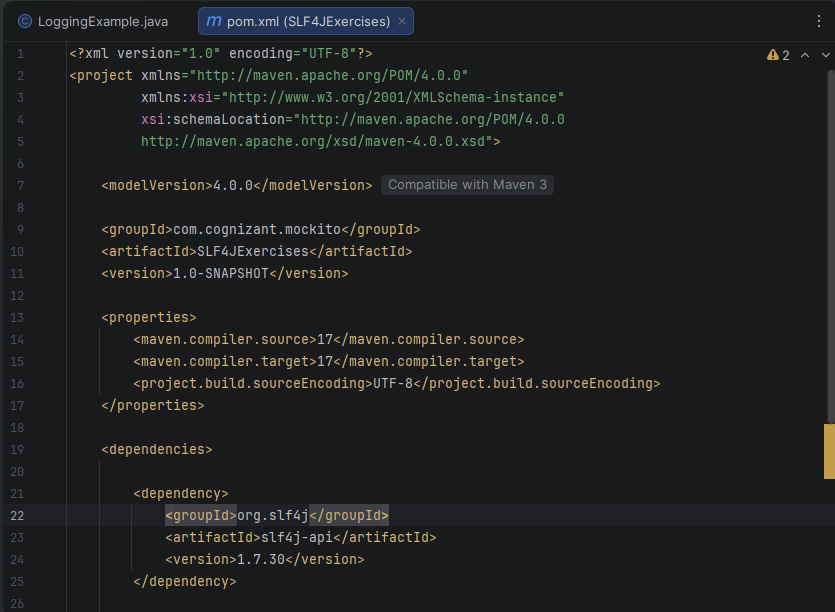 LoggingExample.java
m pom.xml (SLF4JExercises)
2
1 <?xml version="1.0" encoding="UTF-8"?>
2 <project xmlns="http://maven.apache.org/POM/4.0.0"
3 xmlns:xsi="http://www.w3.org/2001/XMLSchema-instance"
4 xsi:schemaLocation="http://maven.apache.org/POM/4.0.0
5 http://maven.apache.org/xsd/maven-4.0.0.xsd">
6
7 <modelVersion>4.0.0</modelVersion> Compatible with Maven 3
8
9 <groupId>com.cognizant.mockito</groupId>
10 <artifactId>SLF4JExercises</artifactId>
11 <version>1.0-SNAPSHOT</version>
12
13 <properties>
14 <maven.compiler.source>17</maven.compiler.source>
15 <maven.compiler.target>17</maven.compiler.target>
16 <project.build.sourceEncoding>UTF-8</project.build.sourceEncoding>
17 </properties>
18
19 <dependencies>
20
21 <dependency>
22 <groupId>org.slf4j</groupId>
23 <artifactId>slf4j-api</artifactId>
24 <version>1.7.30</version>
25 </dependency>
26